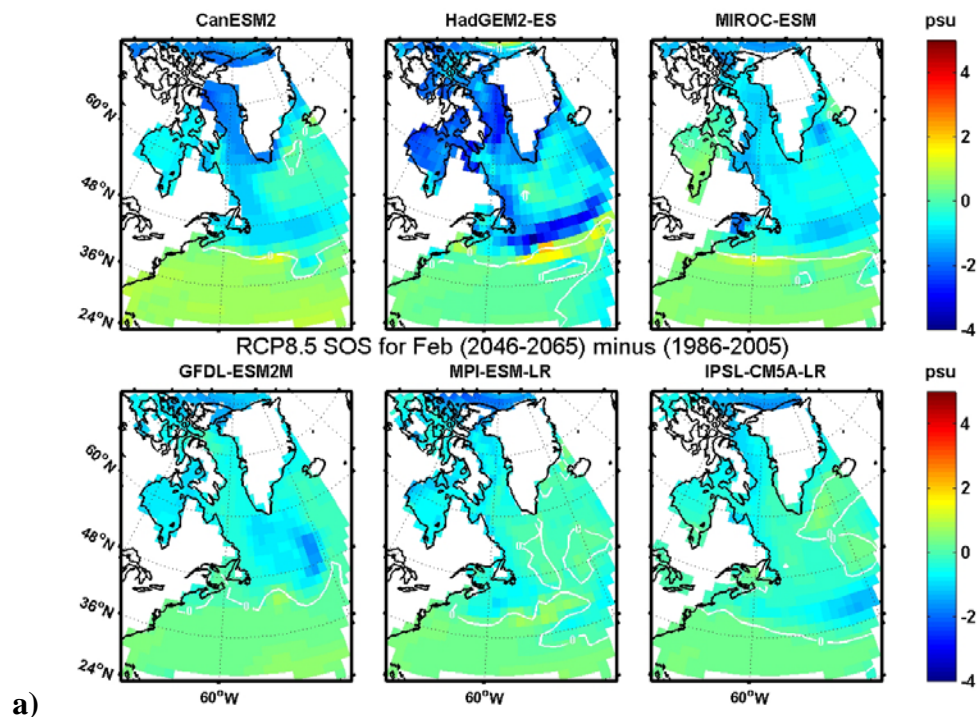 CanESM2 HadGEM2-ES MIROC-ESM psu
60°N
48°N
36°N
24°N
4
2
0
-2
-4
RCP8.5 SOS for Feb (2046-2065) minus (1986-2005)
GFDL-ESM2M MPI-ESM-LR IPSL-CM5A-LR psu
60°N
48°N
36°N
24°N
4
2
0
-2
-4
60°W 60°W 60°W
a)